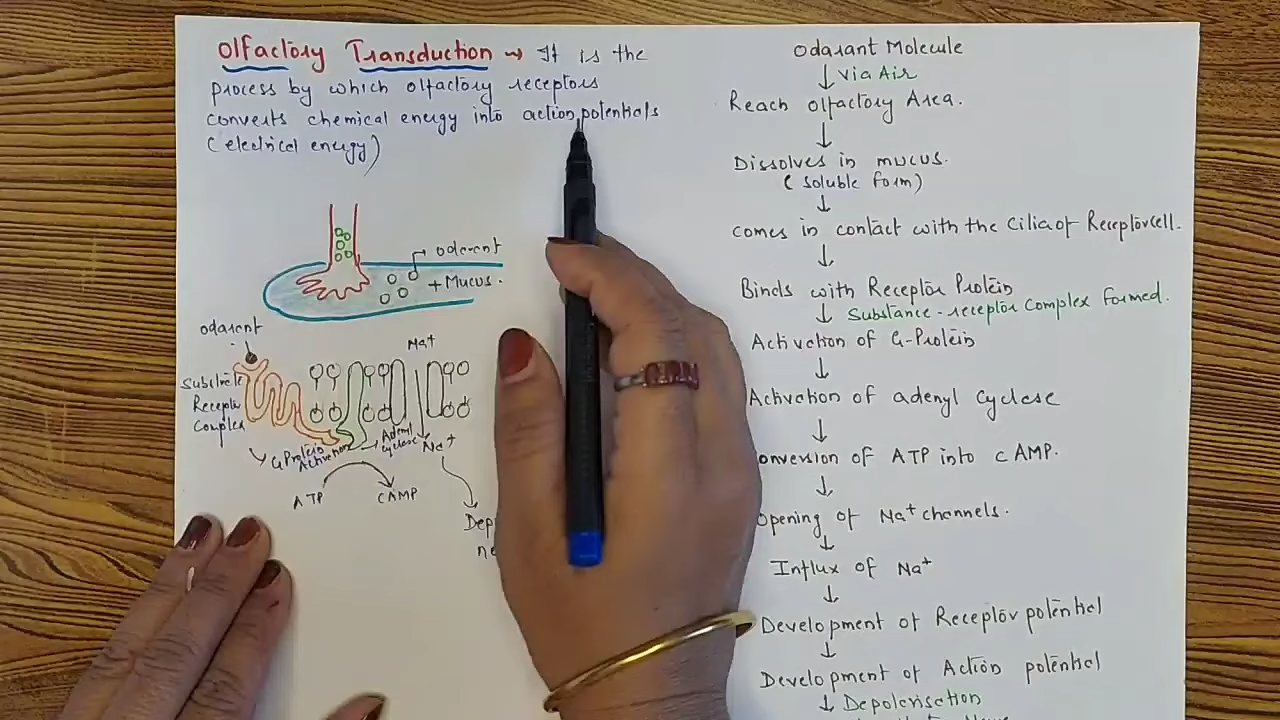 Olfactory Transduction → It is the
process by which olfactory receptors
converts chemical energy into action potentials
(electrical energy)
odorent
+ Mucus.
odarent
Na+
Substrate
Receptor
Complex
G Protein
Activation
Adenyl
cyclase
Na+
ATP
CAMP
Odarant Molecule
↓ via Air
Reach olfactory Area.
↓
Dissolves in mucus.
(soluble form)
↓
comes in contact with the Cilia of Receptor cell.
↓
Binds with Receptor Protein
↓ Substance-receptor Complex formed.
Activation of G-Protein
↓
Activation of adenyl cyclase
↓
onversion of ATP into cAMP.
↓
Opening of Na+ channels.
↓
Influx of Na+
↓
Development of Receptor potential
↓
Development of Action potential
↓ Depolarisation